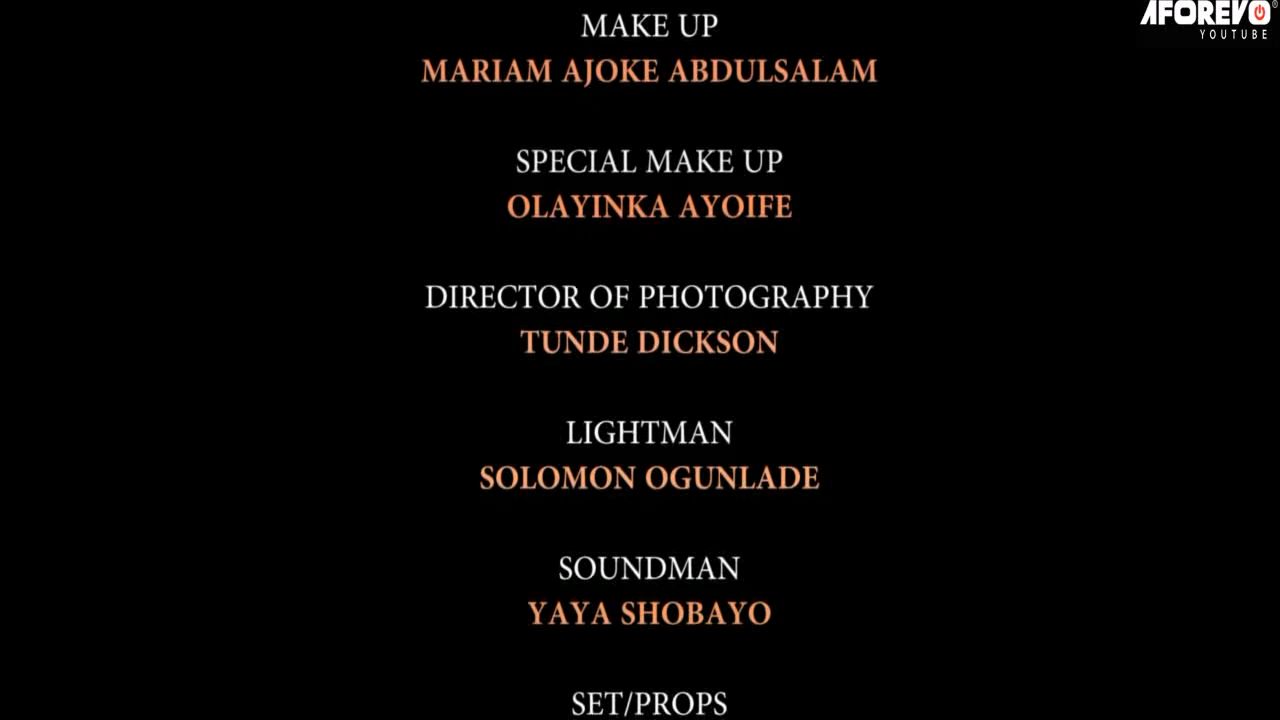 AFOREVO®
YOUTUBE
MAKE UP
MARIAM AJOKE ABDULSALAM
SPECIAL MAKE UP
OLAYINKA AYOIFE
DIRECTOR OF PHOTOGRAPHY
TUNDE DICKSON
LIGHTMAN
SOLOMON OGUNLADE
SOUNDMAN
YAYA SHOBAYO
SET/PROPS